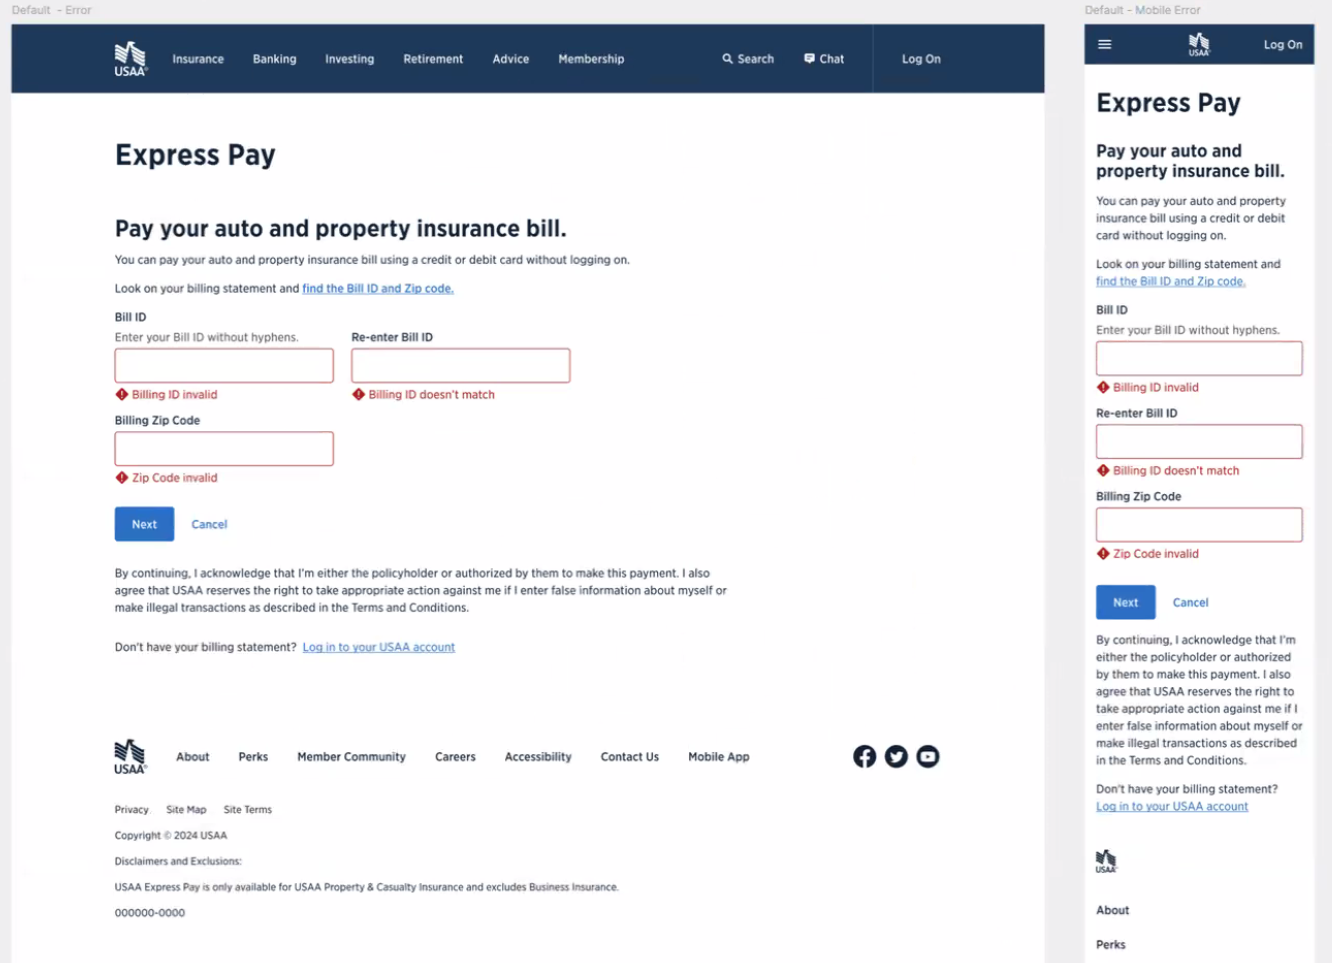 Default - Error
USAA®
Insurance
Banking
Investing
Retirement
Advice
Membership
Search
Chat
Log On
Express Pay
Pay your auto and property insurance bill.
You can pay your auto and property insurance bill using a credit or debit card without logging on.
Look on your billing statement and find the Bill ID and Zip code.
Bill ID
Enter your Bill ID without hyphens.
Billing ID invalid
Re-enter Bill ID
Billing ID doesn't match
Billing Zip Code
Zip Code invalid
Next
Cancel
By continuing, I acknowledge that I'm either the policyholder or authorized by them to make this payment. I also
agree that USAA reserves the right to take appropriate action against me if I enter false information about myself or
make illegal transactions as described in the Terms and Conditions.
Don't have your billing statement? Log in to your USAA account
USAA®
About
Perks
Member Community
Careers
Accessibility
Contact Us
Mobile App
Privacy
Site Map
Site Terms
Copyright © 2024 USAA
Disclaimers and Exclusions:
USAA Express Pay is only available for USAA Property & Casualty Insurance and excludes Business Insurance.
000000-0000
Default - Mobile Error
USAA®
Log On
Express Pay
Pay your auto and
property insurance bill.
You can pay your auto and property
insurance bill using a credit or debit
card without logging on.
Look on your billing statement and
find the Bill ID and Zip code.
Bill ID
Enter your Bill ID without hyphens.
Billing ID invalid
Re-enter Bill ID
Billing ID doesn't match
Billing Zip Code
Zip Code invalid
Next
Cancel
By continuing, I acknowledge that I'm
either the policyholder or authorized
by them to make this payment. I also
agree that USAA reserves the right to
take appropriate action against me if I
enter false information about myself or
make illegal transactions as described
in the Terms and Conditions.
Don't have your billing statement?
Log in to your USAA account
USAA®
About
Perks